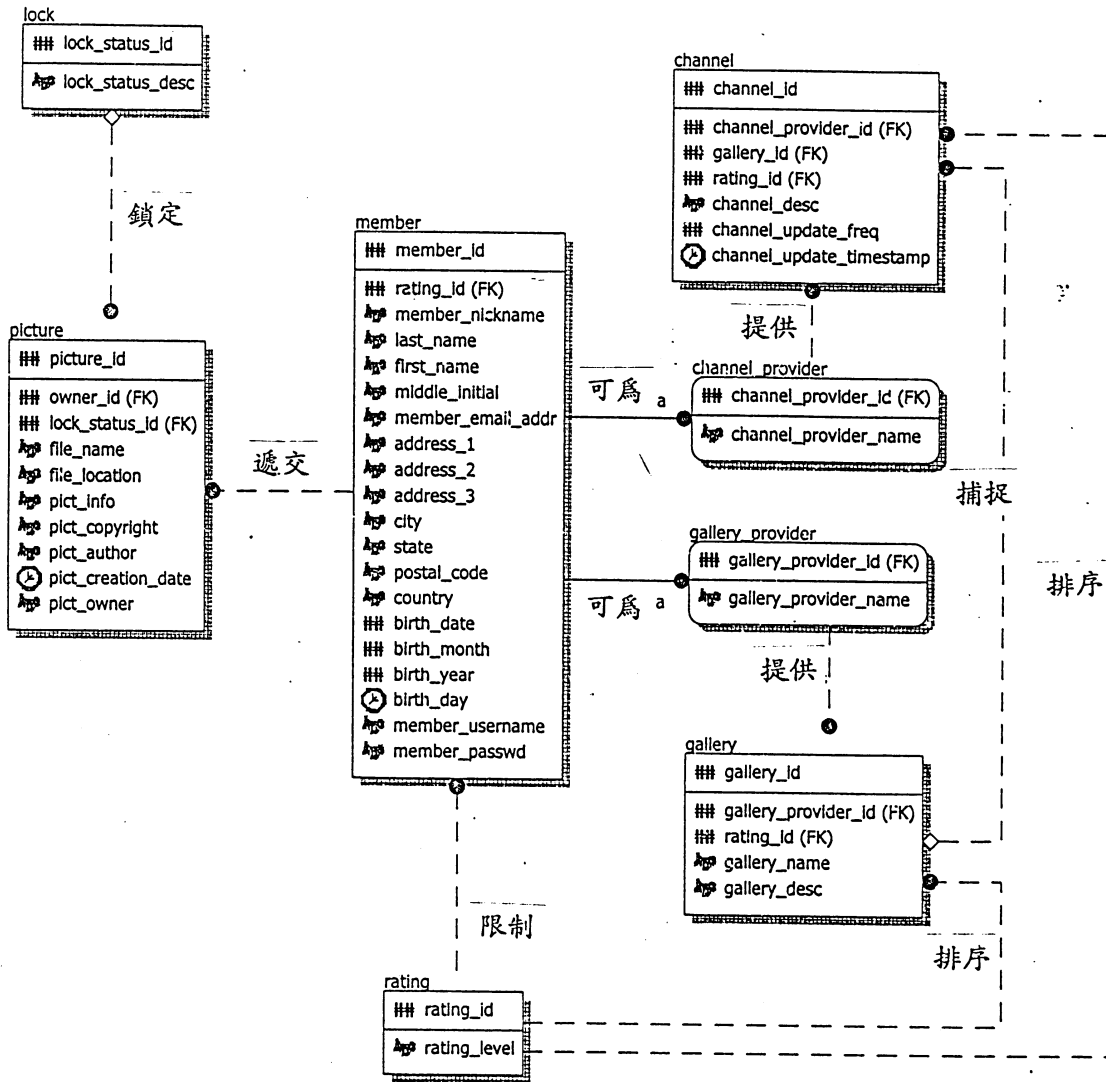 lock
lock_status_id
lock_status_desc
鎖定
picture
picture_id
owner_id (FK)
lock_status_id (FK)
file_name
file_location
pict_info
pict_copyright
pict_author
pict_creation_date
pict_owner
遞交
member
member_id
rating_id (FK)
member_nickname
last_name
first_name
middle_initial
member_email_addr
address_1
address_2
address_3
city
state
postal_code
country
birth_date
birth_month
birth_year
birth_day
member_username
member_passwd
限制
rating
rating_id
rating_level
channel
channel_id
channel_provider_id (FK)
gallery_id (FK)
rating_id (FK)
channel_desc
channel_update_freq
channel_update_timestamp
提供
可爲 a
channel_provider
channel_provider_id (FK)
channel_provider_name
捕捉
gallery_provider
gallery_provider_id (FK)
gallery_provider_name
可爲 a
排序
提供
gallery
gallery_id
gallery_provider_id (FK)
rating_id (FK)
gallery_name
gallery_desc
排序